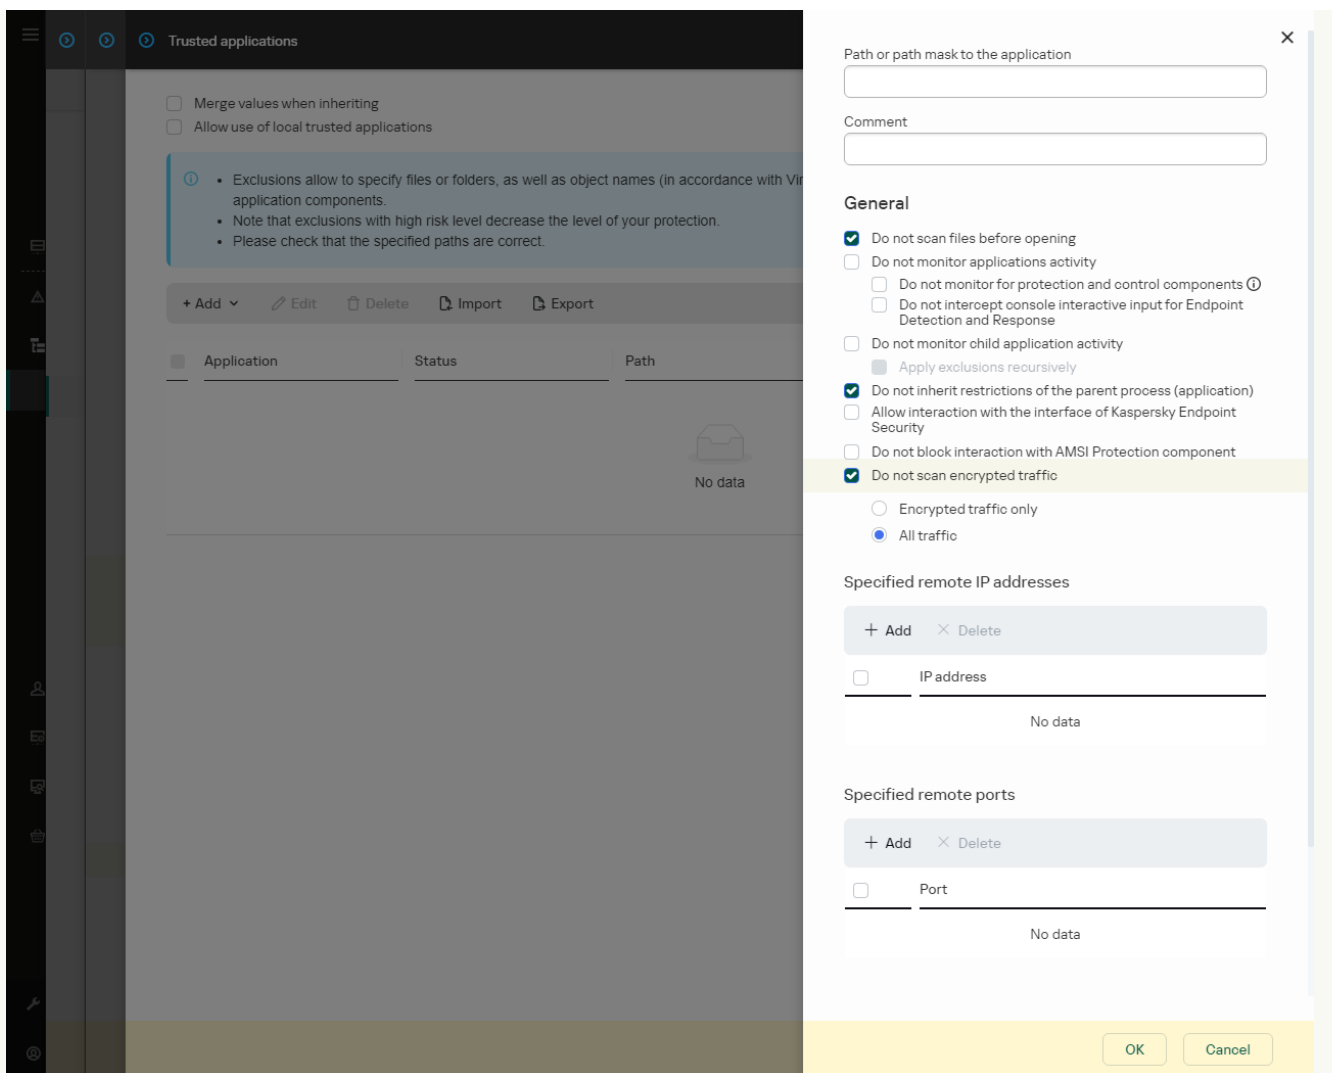 Trusted applications
Merge values when inheriting
Allow use of local trusted applications
• Exclusions allow to specify files or folders, as well as object names (in accordance with Vir
application components.
• Note that exclusions with high risk level decrease the level of your protection.
• Please check that the specified paths are correct.
+ Add
Edit
Delete
Import
Export
Application
Status
Path
No data
Path or path mask to the application
Comment
General
Do not scan files before opening
Do not monitor applications activity
Do not monitor for protection and control components
Do not intercept console interactive input for Endpoint
Detection and Response
Do not monitor child application activity
Apply exclusions recursively
Do not inherit restrictions of the parent process (application)
Allow interaction with the interface of Kaspersky Endpoint
Security
Do not block interaction with AMSI Protection component
Do not scan encrypted traffic
Encrypted traffic only
All traffic
Specified remote IP addresses
+ Add
× Delete
IP address
No data
Specified remote ports
+ Add
× Delete
Port
No data
OK
Cancel